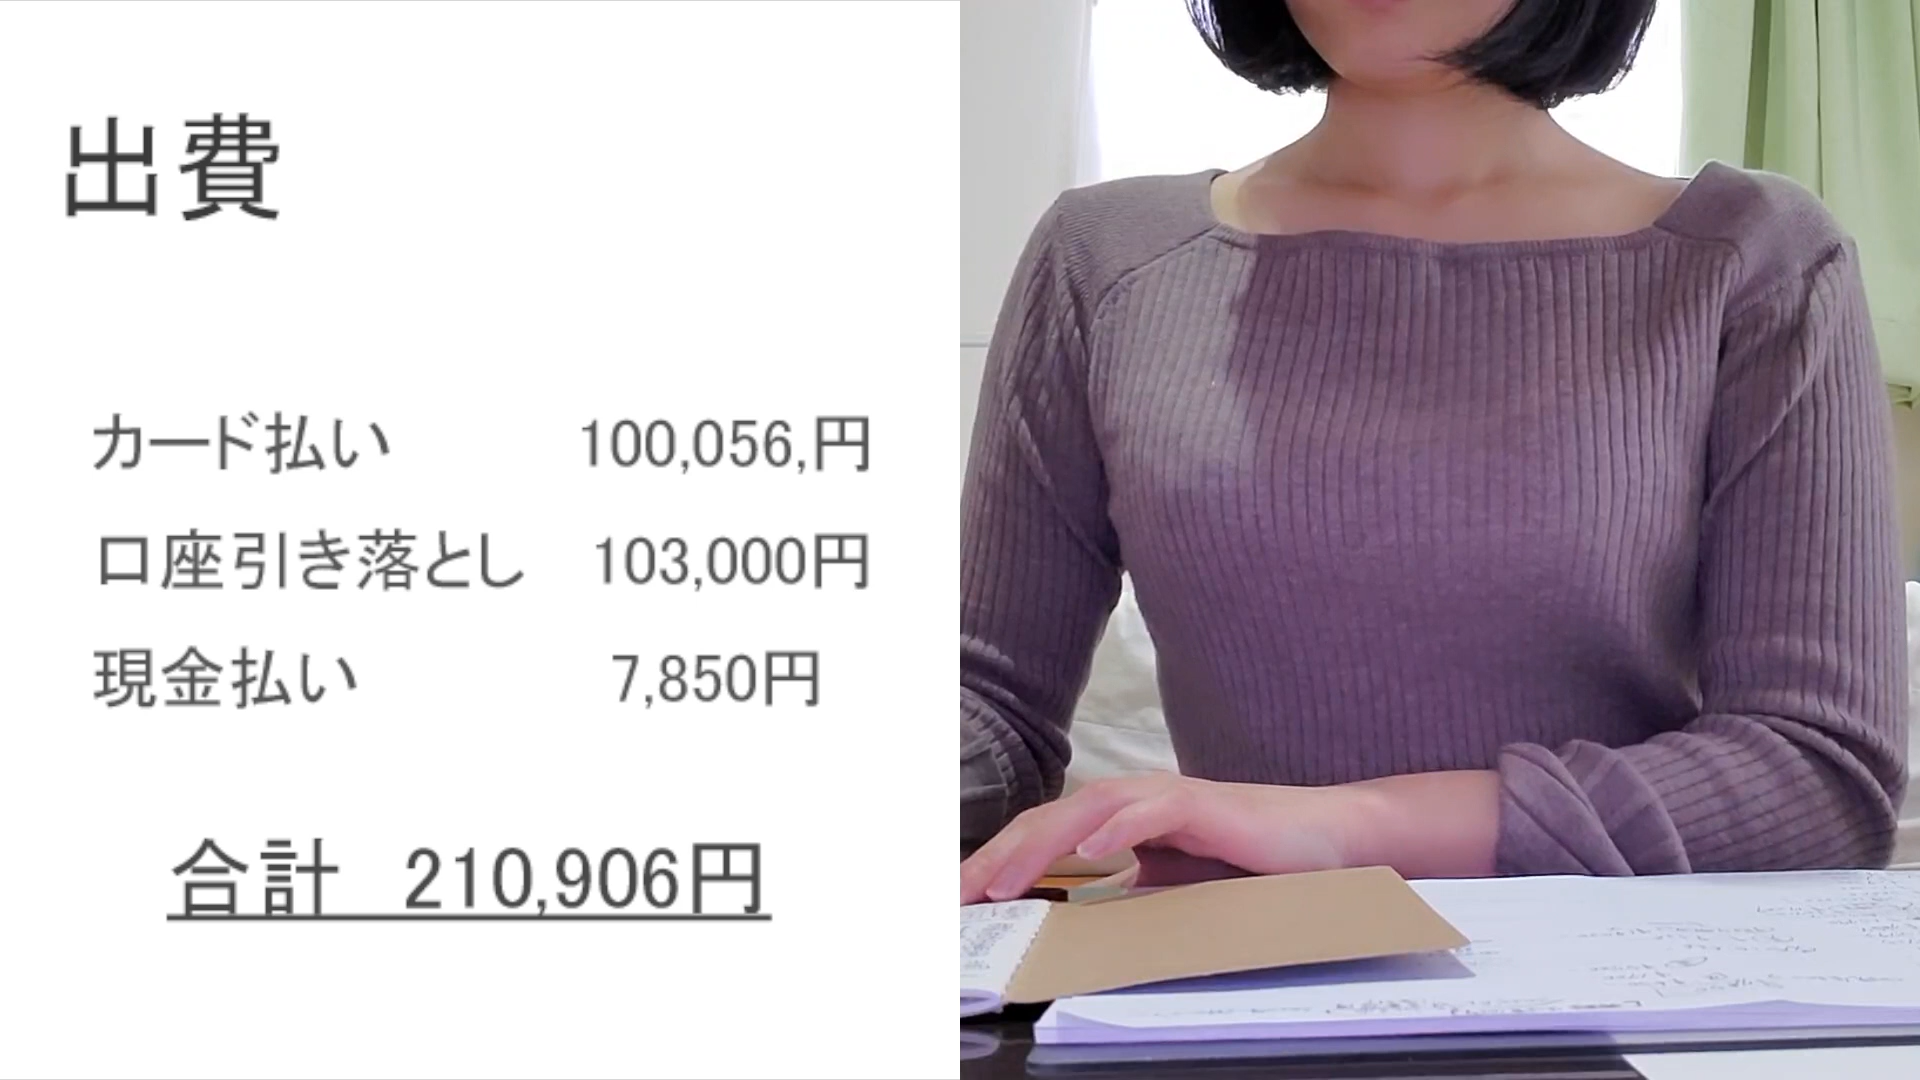 出費
カード払い 100,056,円
口座引き落とし 103,000円
現金払い 7,850円
合計 210,906円